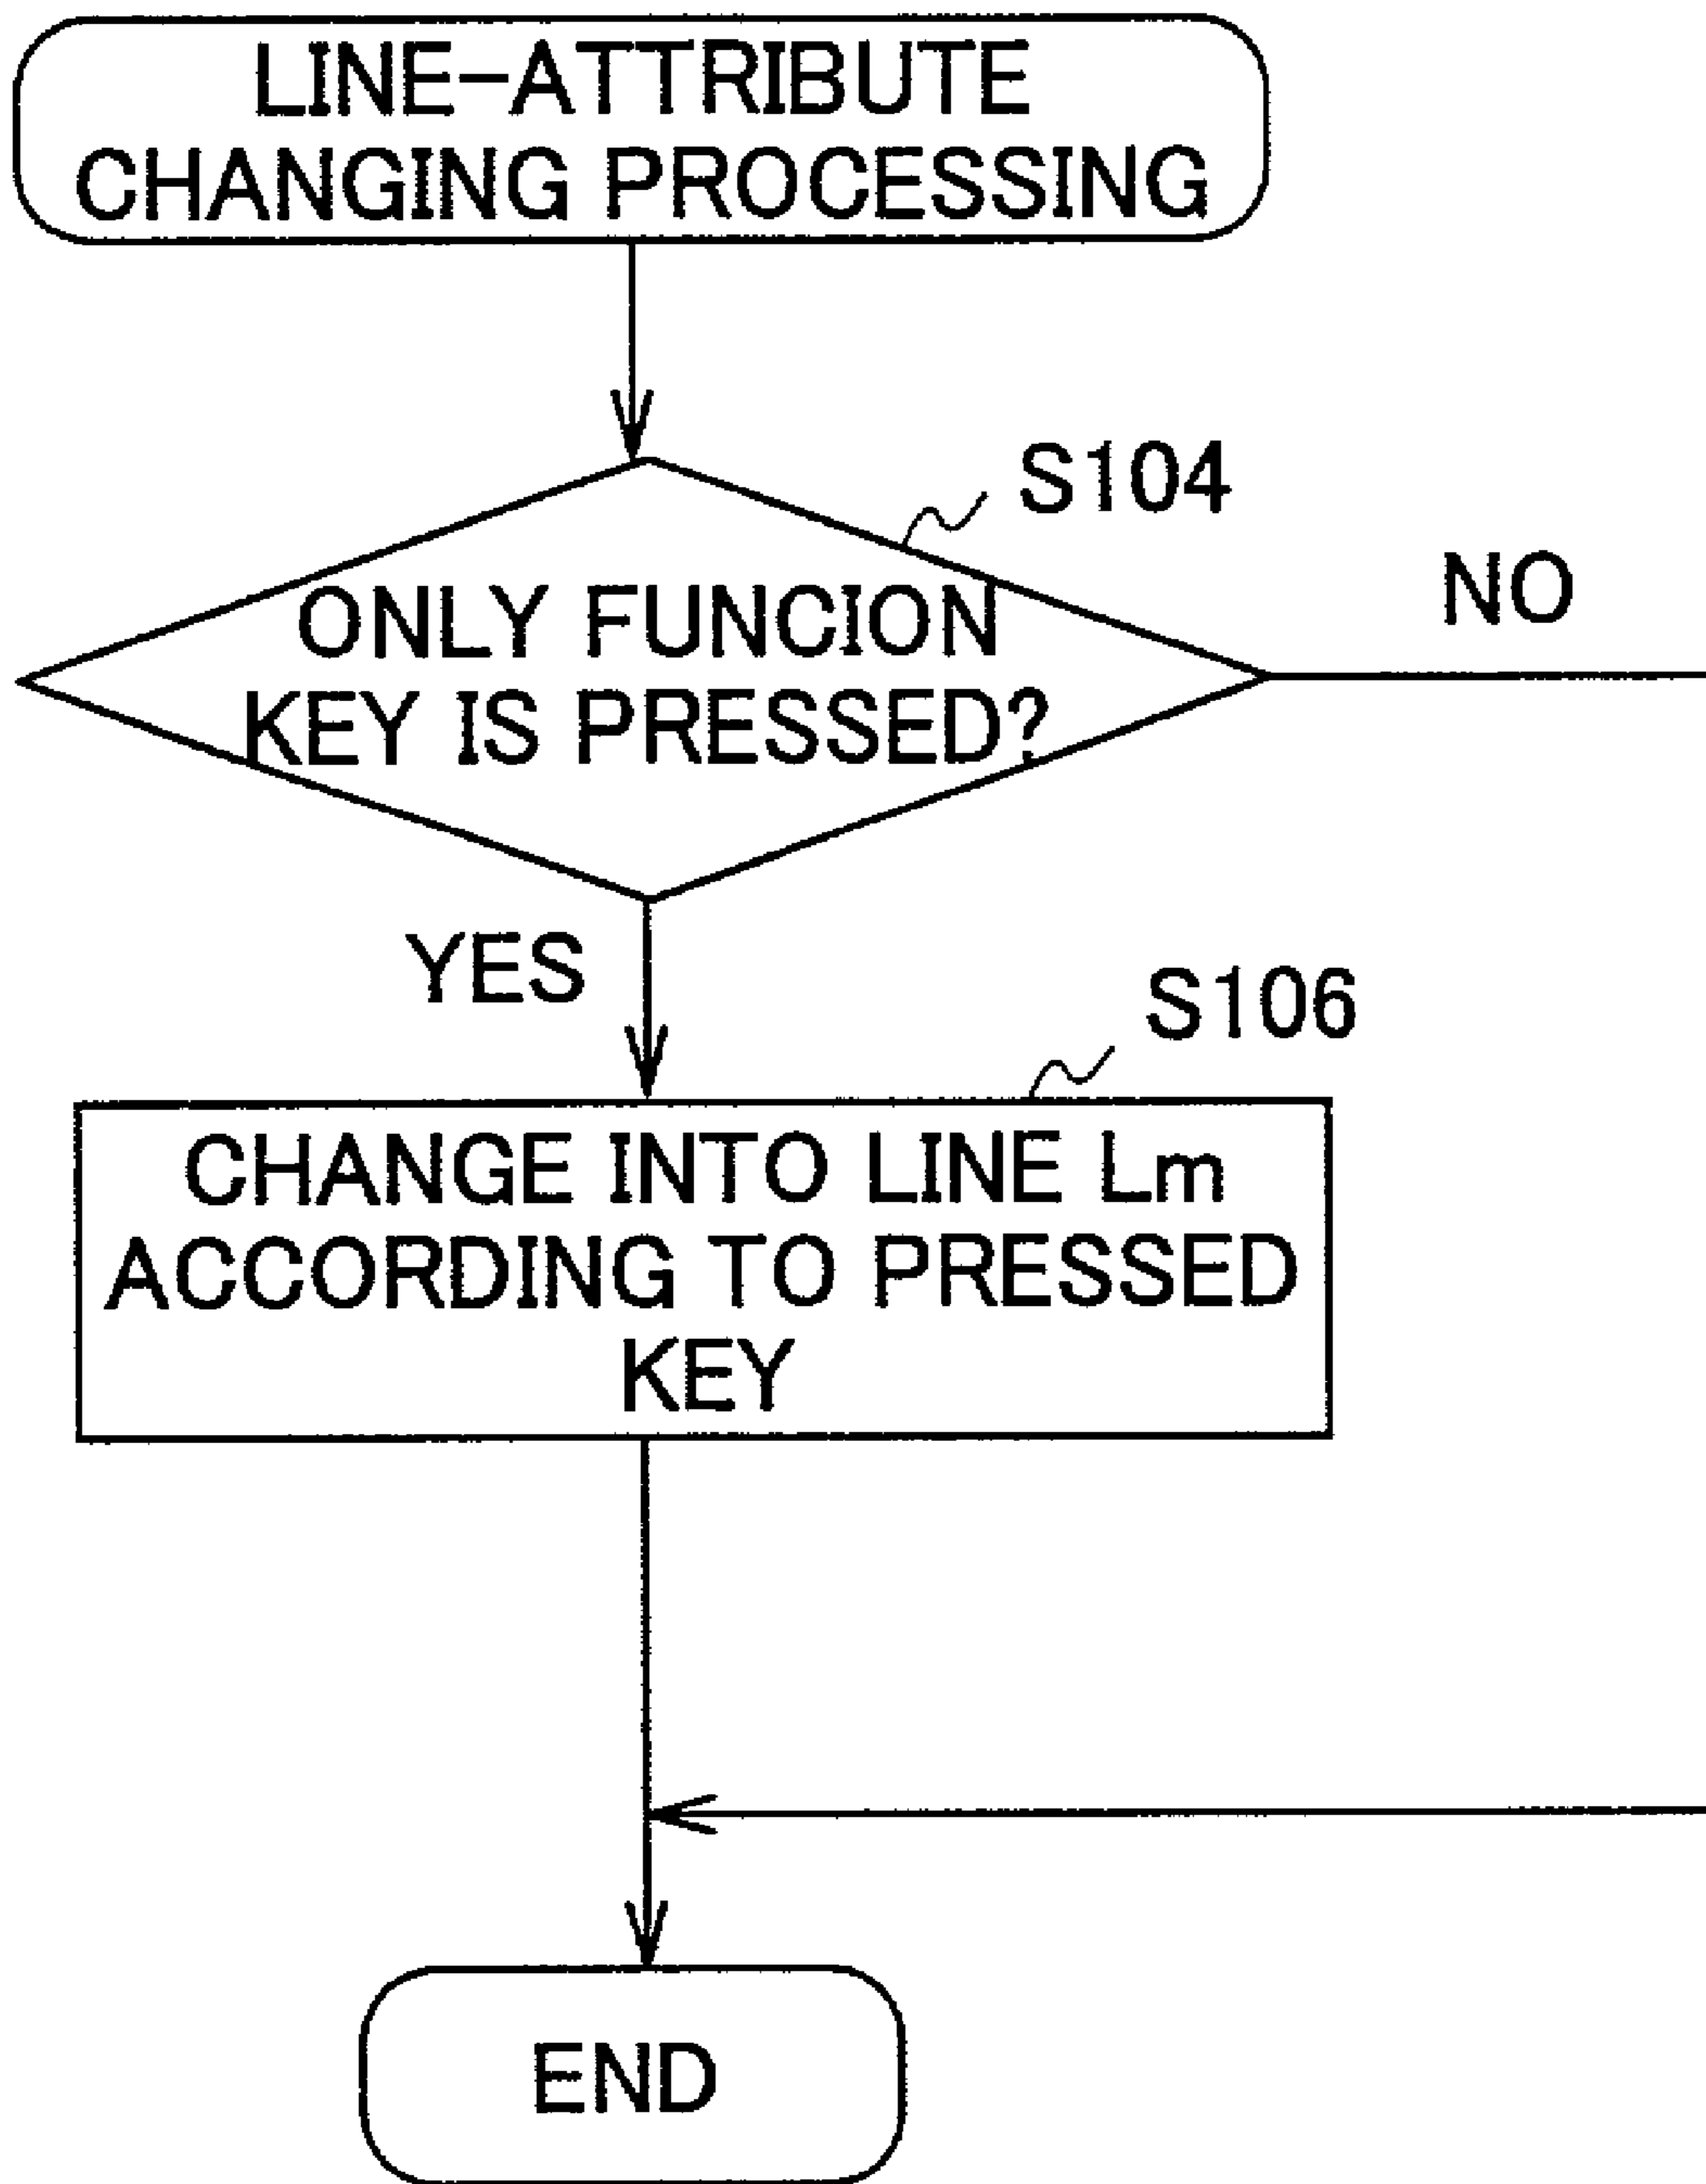 LINE-ATTRIBUTE
CHANGING PROCESSING
S104
ONLY FUNCION
KEY IS PRESSED?
NO
YES
S106
CHANGE INTO LINE Lm
ACCORDING TO PRESSED
KEY
END